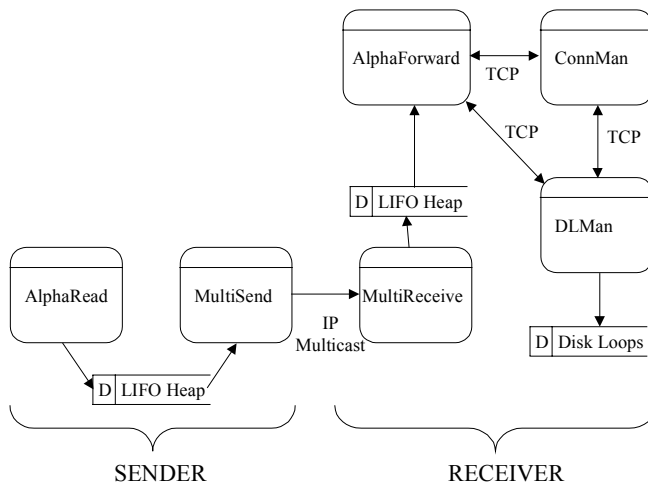 AlphaForward
ConnMan
TCP
TCP
TCP
D LIFO Heap
DLMan
AlphaRead
MultiSend
MultiReceive
IP
Multicast
D Disk Loops
D LIFO Heap
SENDER
RECEIVER